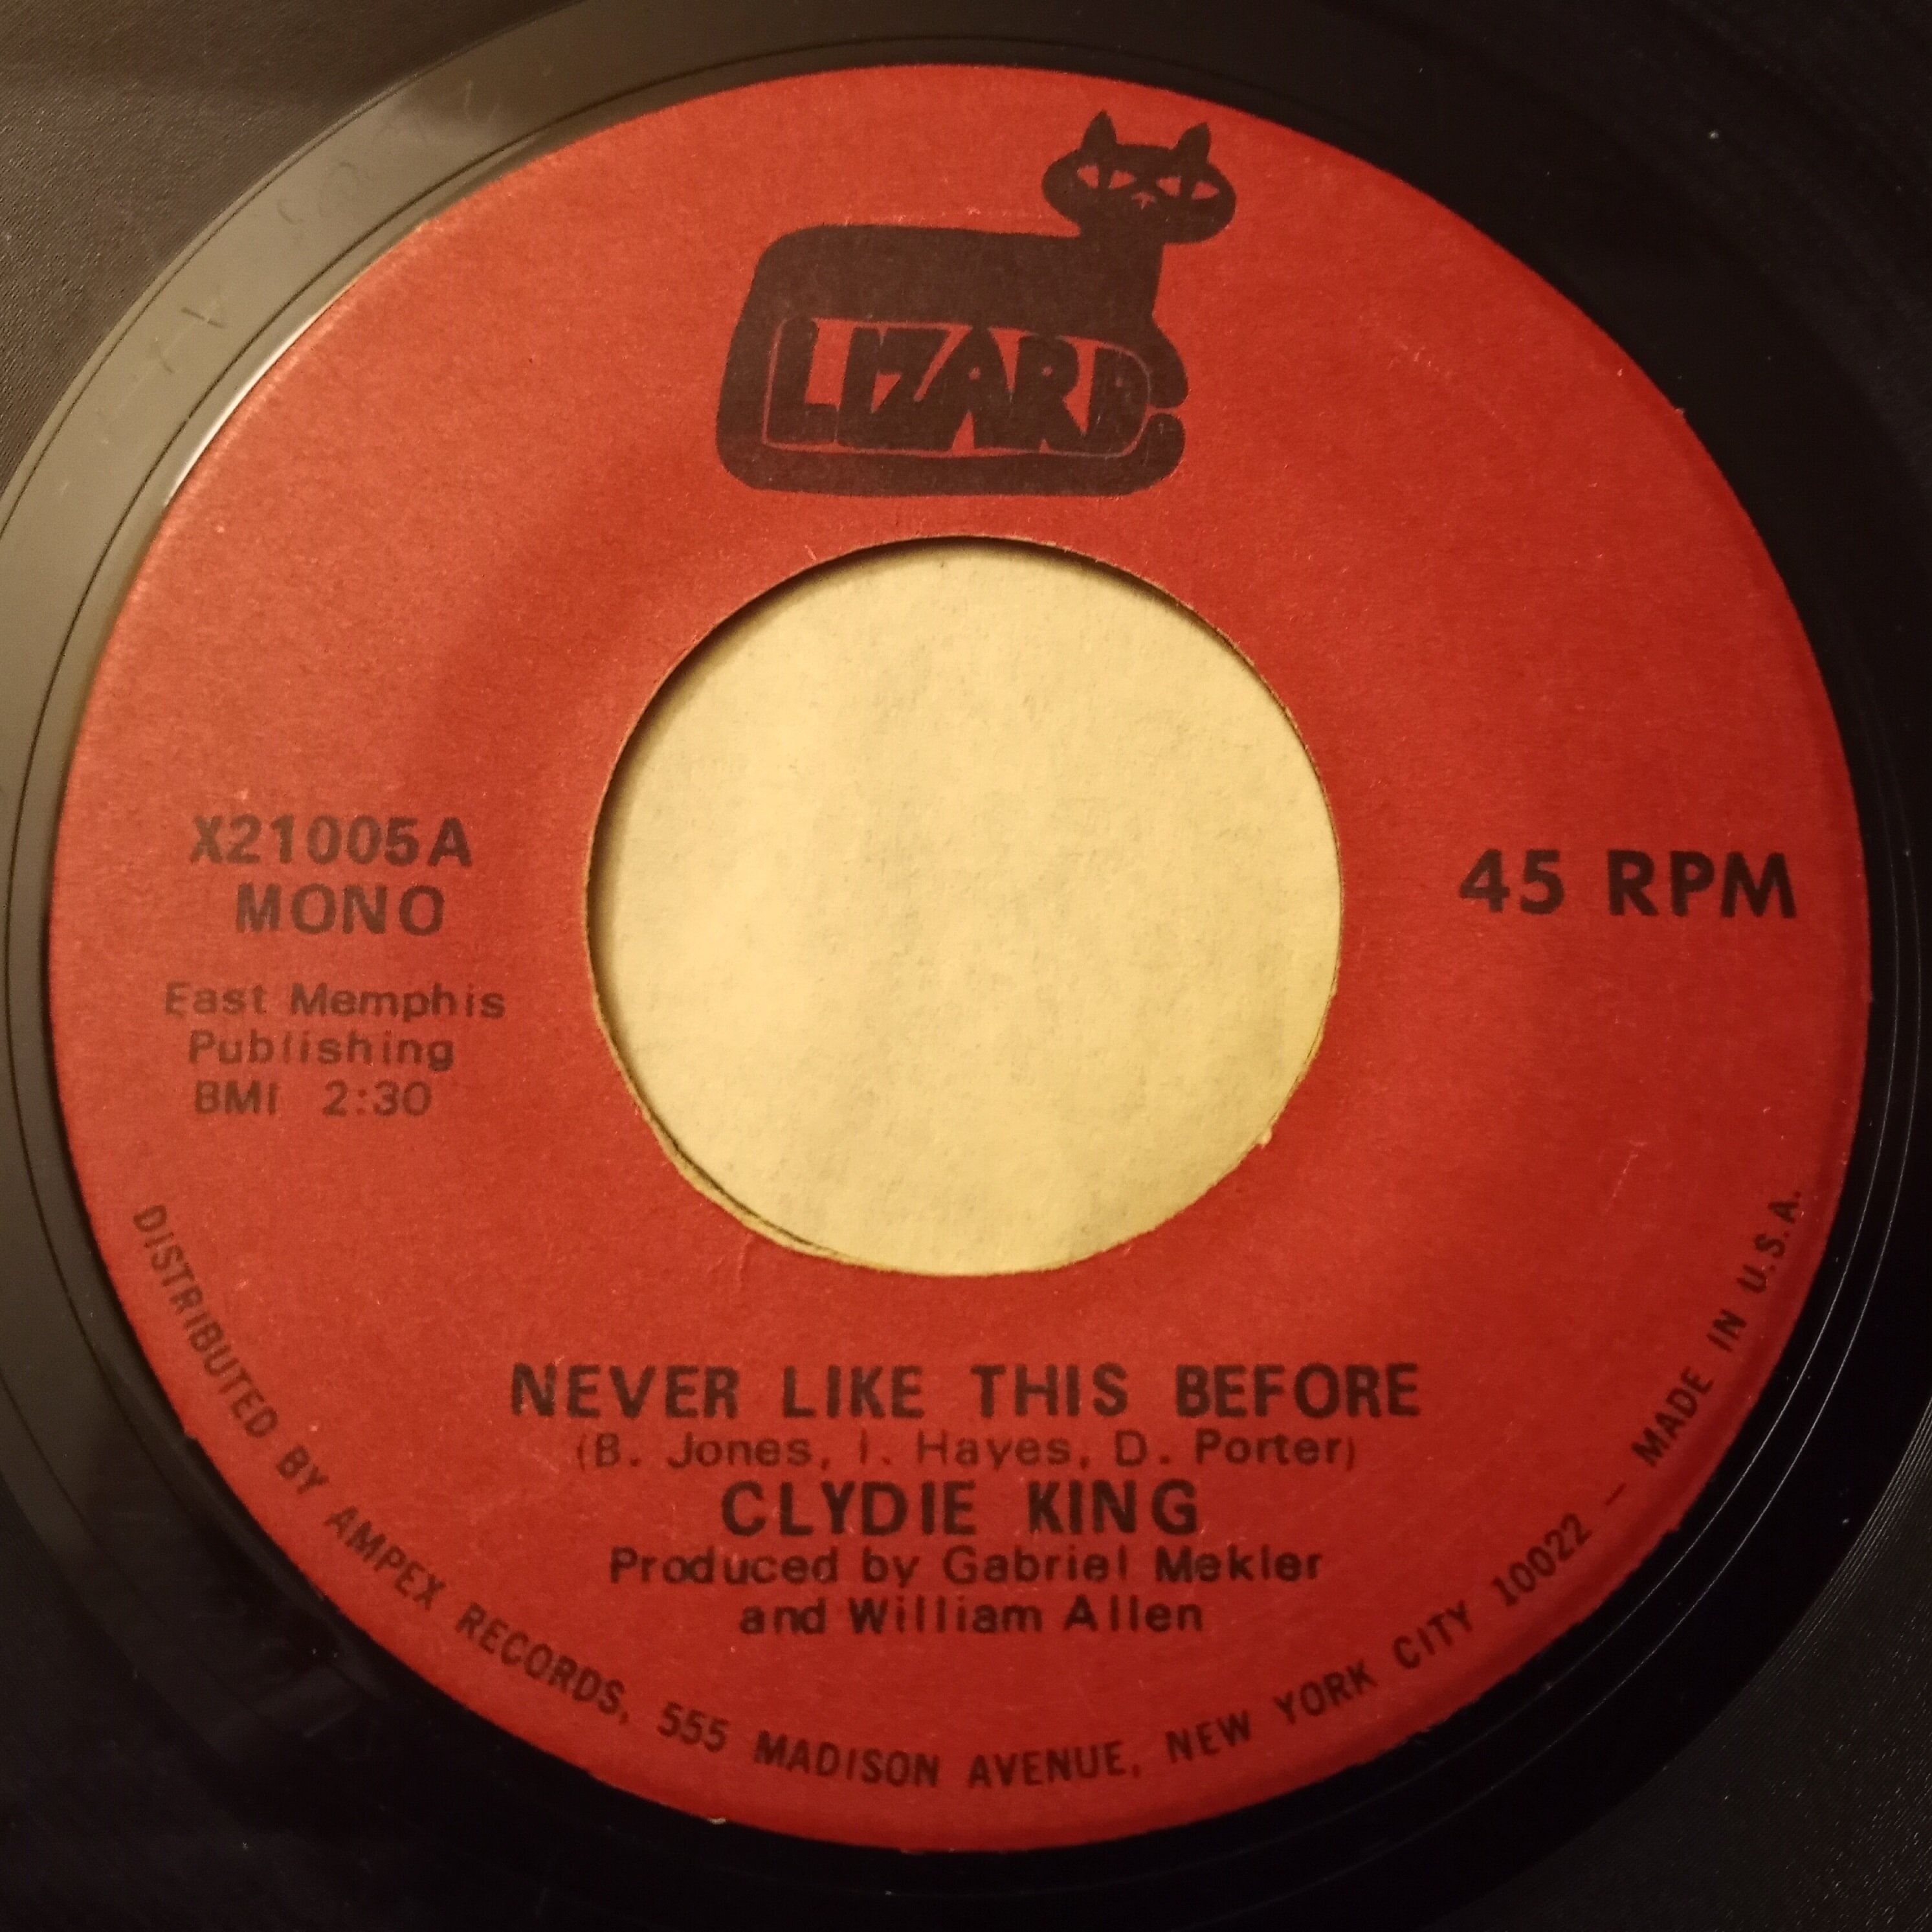 LIZARD
X21005A
MONO
45 RPM
East Memphis
Publishing
BMI 2:30
NEVER LIKE THIS BEFORE
(B. Jones, I. Hayes, D. Porter)
CLYDIE KING
Produced by Gabriel Mekler
and William Allen
DISTRIBUTED BY AMPEX RECORDS, 555 MADISON AVENUE, NEW YORK CITY 10022 — MADE IN U.S.A.